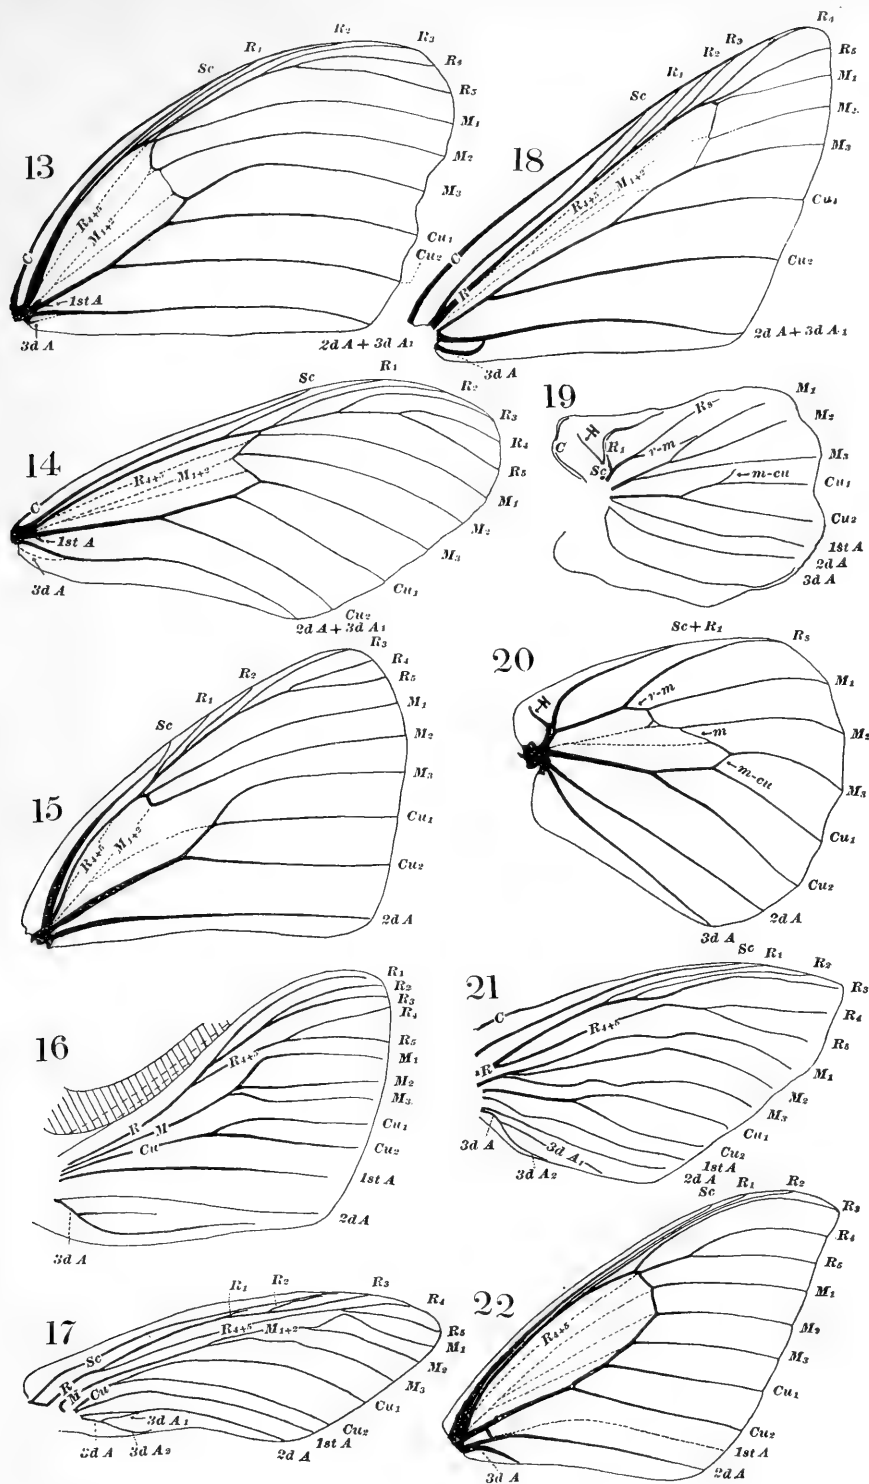 13
Sc
R1
R2
R3
R4
R5
M1
M2
M3
Cu1
Cu2
2d A + 3d A1
R4+5
M1+2
C
1st A
3d A
18
Sc
R1
R2
R3
R4
R5
M1
M2
M3
Cu1
Cu2
2d A + 3d A1
C
R
R4+5
M1+2
3d A
14
Sc
R1
R2
R3
R4
R5
M1
M2
M3
Cu1
Cu2
2d A + 3d A1
R4+5
M1+2
C
1st A
3d A
19
M1
M2
M3
Cu1
Cu2
1st A
2d A
3d A
C
H
R1
Sc
r-m
Rs
m-cu
15
Sc
R1
R2
R3
R4
R5
M1
M2
M3
Cu1
Cu2
2d A
R4+5
M1+2
20
Sc + R1
Rs
M1
M2
M3
Cu1
Cu2
2d A
3d A
H
r-m
m
m-cu
16
R1
R2
R3
R4
R5
M1
M2
M3
Cu1
Cu2
1st A
2d A
3d A
R4+5
R
M
Cu
21
Sc
R1
R2
R3
R4
R5
M1
M2
M3
Cu1
Cu2
1st A
2d A
C
R4+5
R
3d A
3d A1
3d A2
17
R1
R2
R3
R4
R5
M1
M2
M3
Cu1
Cu2
1st A
2d A
R4+5
M1+2
Sc
R
M
Cu
3d A1
3d A
3d A2
22
Sc
R1
R2
R3
R4
R5
M1
M2
M3
Cu1
Cu2
1st A
2d A
R4+5
3d A